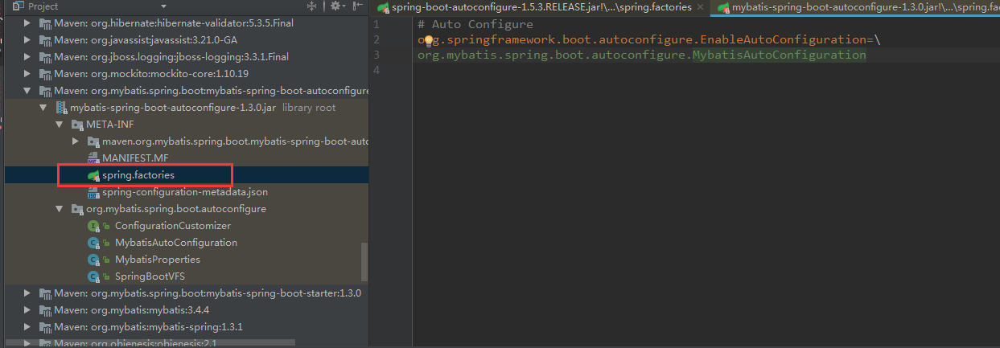 Project
Maven: org.hibernate:hibernate-validator:5.3.5.Final
Maven: org.javassist:javassist:3.21.0-GA
Maven: org.jboss.logging:jboss-logging:3.3.1.Final
Maven: org.mockito:mockito-core:1.10.19
Maven: org.mybatis.spring.boot:mybatis-spring-boot-autoconfigure
mybatis-spring-boot-autoconfigure-1.3.0.jar library root
META-INF
maven.org.mybatis.spring.boot.mybatis-spring-boot-auto
MANIFEST.MF
spring.factories
spring-configuration-metadata.json
org.mybatis.spring.boot.autoconfigure
ConfigurationCustomizer
MybatisAutoConfiguration
MybatisProperties
SpringBootVFS
Maven: org.mybatis.spring.boot:mybatis-spring-boot-starter:1.3.0
Maven: org.mybatis:mybatis:3.4.4
Maven: org.mybatis:mybatis-spring:1.3.1
Maven: org.objenesis:objenesis:2.1
spring-boot-autoconfigure-1.5.3.RELEASE.jar!\...\spring.factories
mybatis-spring-boot-autoconfigure-1.3.0.jar!\...\spring.fac
1 # Auto Configure
2 org.springframework.boot.autoconfigure.EnableAutoConfiguration=\
3 org.mybatis.spring.boot.autoconfigure.MybatisAutoConfiguration
4